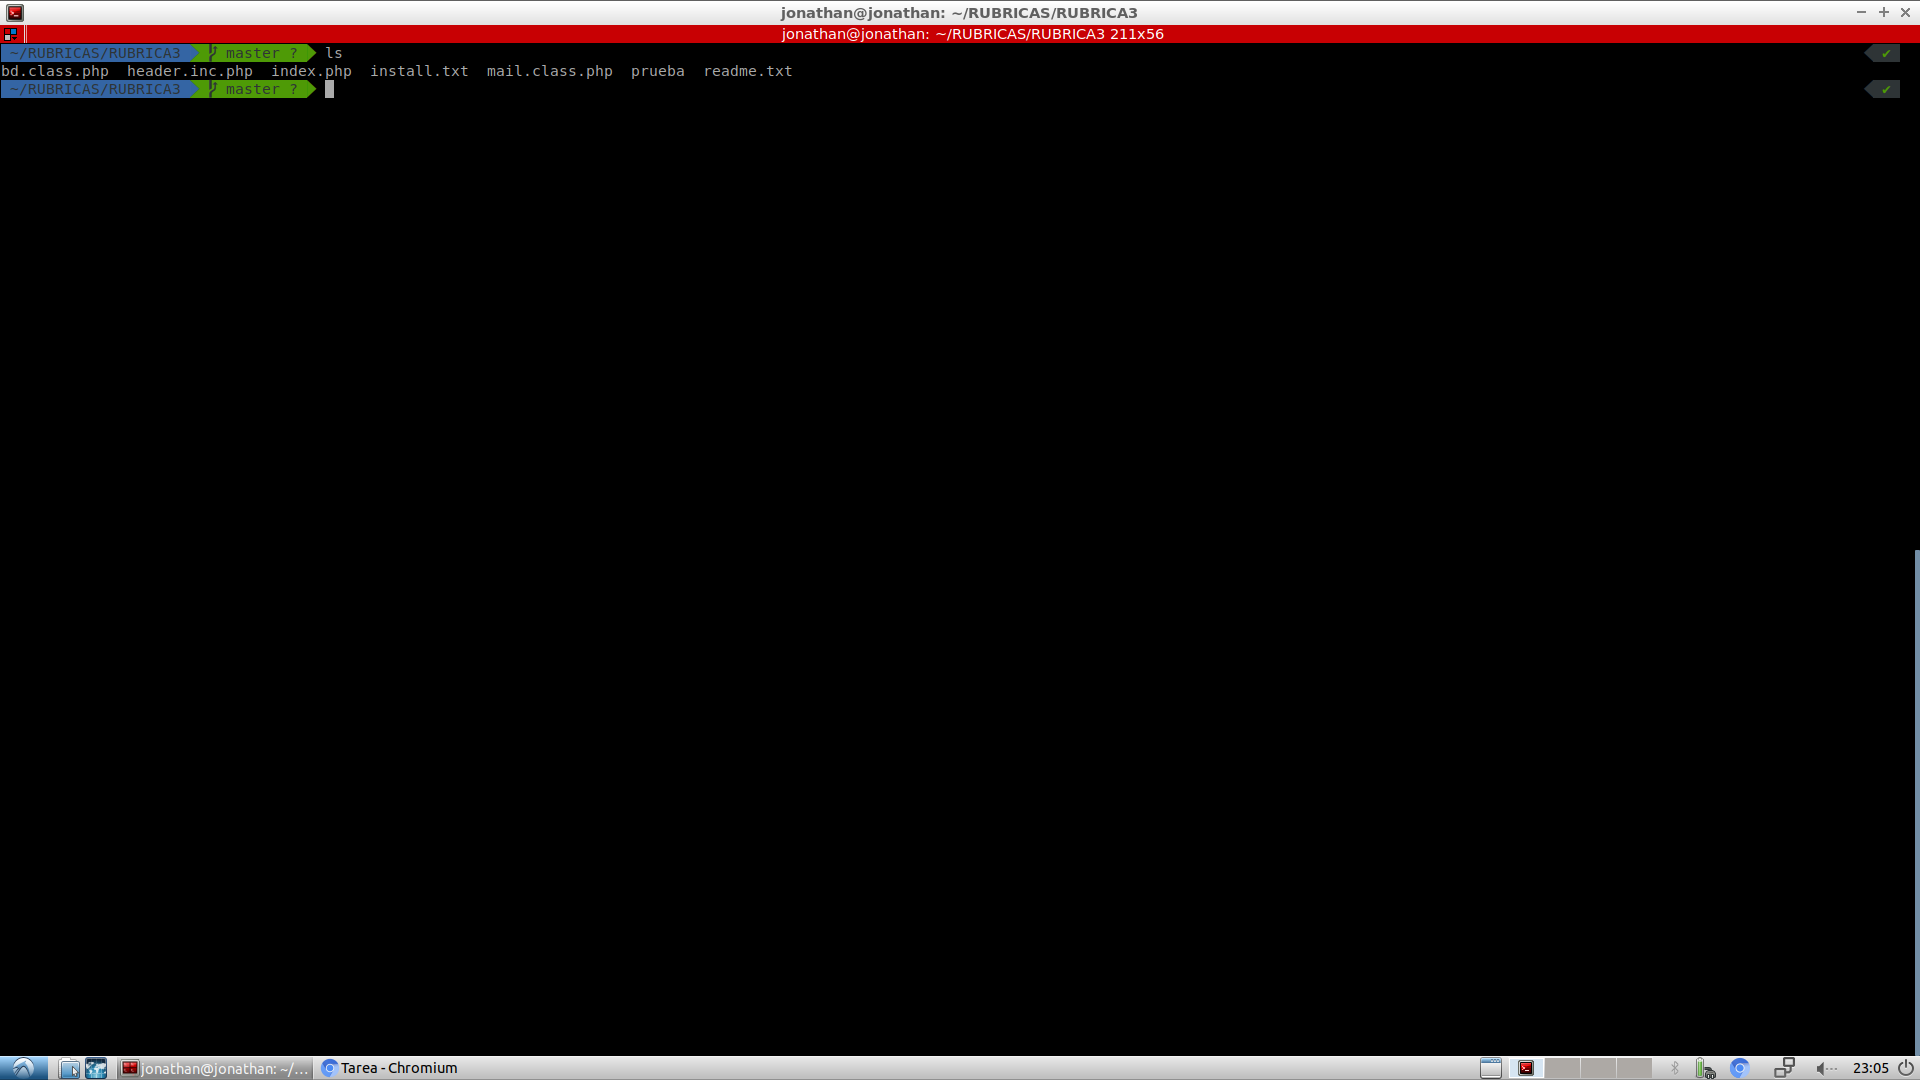 jonathan@jonathan: ~/RUBRICAS/RUBRICA3
jonathan@jonathan: ~/RUBRICAS/RUBRICA3 211x56
~/RUBRICAS/RUBRICA3 master ? ls ✔
bd.class.php header.inc.php index.php install.txt mail.class.php prueba readme.txt
~/RUBRICAS/RUBRICA3 master ? ✔
jonathan@jonathan: ~/... Tarea - Chromium 23:05